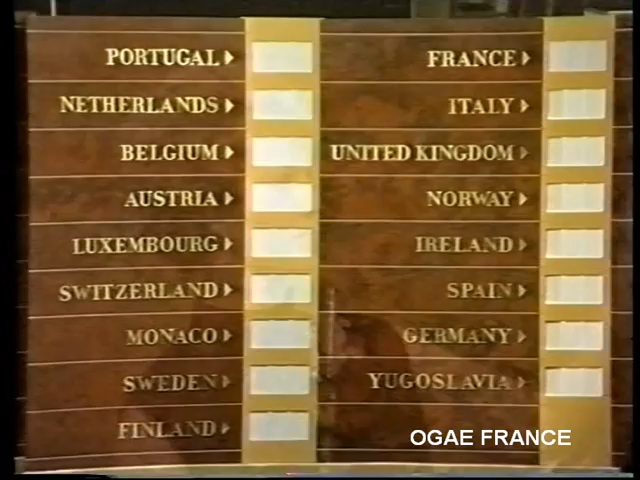 PORTUGAL
NETHERLANDS
BELGIUM
AUSTRIA
LUXEMBOURG
SWITZERLAND
MONACO
SWEDEN
FINLAND
FRANCE
ITALY
UNITED KINGDOM
NORWAY
IRELAND
SPAIN
GERMANY
YUGOSLAVIA
OGAE FRANCE